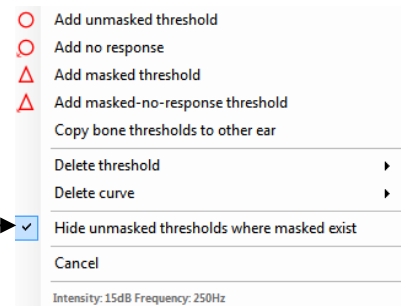 Add unmasked threshold
Add no response
Add masked threshold
Add masked-no-response threshold
Copy bone thresholds to other ear
Delete threshold
Delete curve
Hide unmasked thresholds where masked exist
Cancel
Intensity: 15dB Frequency: 250Hz